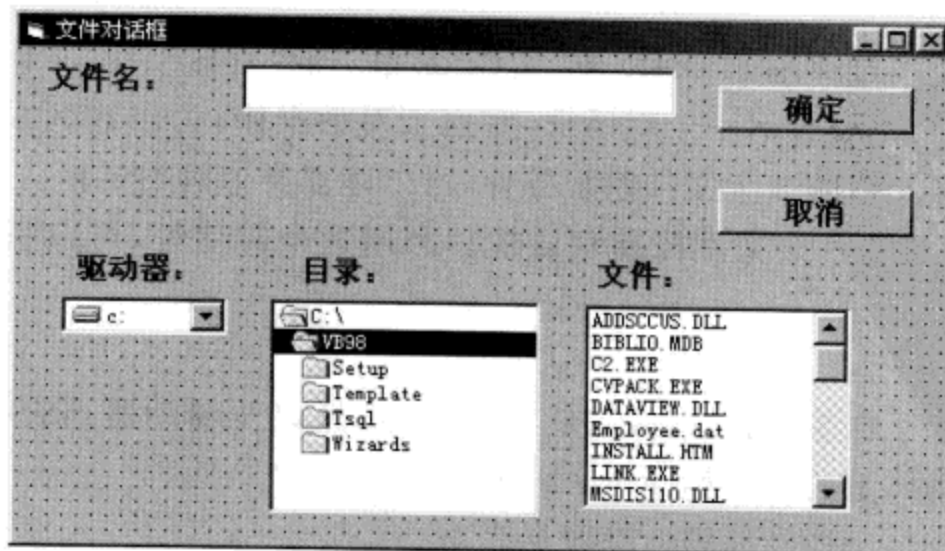 文件对话框
文件名:
确定
取消
驱动器:
目录:
文件:
c:
C:\
VB98
Setup
Template
Tsql
Wizards
ADDSCCUS.DLL
BIBLIO.MDB
C2.EXE
CVPACK.EXE
DATAVIEW.DLL
Employee.dat
INSTALL.HTM
LINK.EXE
MSDIS110.DLL